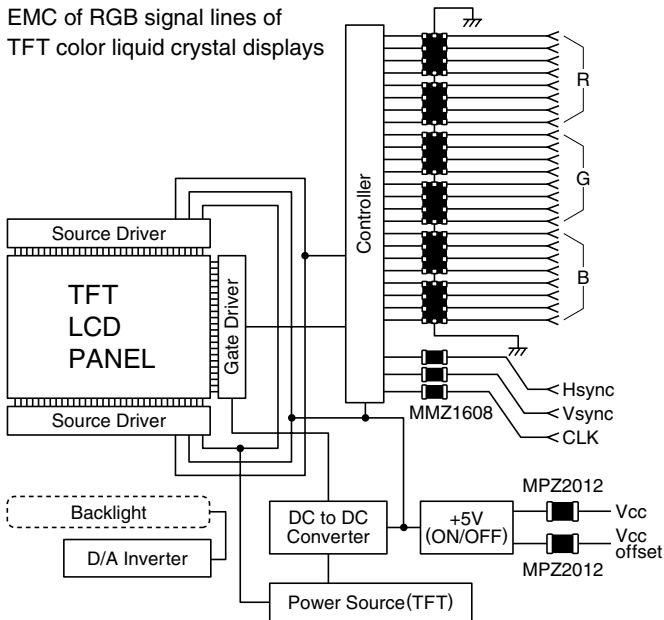 EMC of RGB signal lines of
TFT color liquid crystal displays
R
G
B
Controller
Source Driver
TFT
LCD
PANEL
Gate Driver
Source Driver
Hsync
Vsync
CLK
MMZ1608
Backlight
D/A Inverter
DC to DC
Converter
+5V
(ON/OFF)
MPZ2012
Vcc
Vcc
offset
MPZ2012
Power Source(TFT)